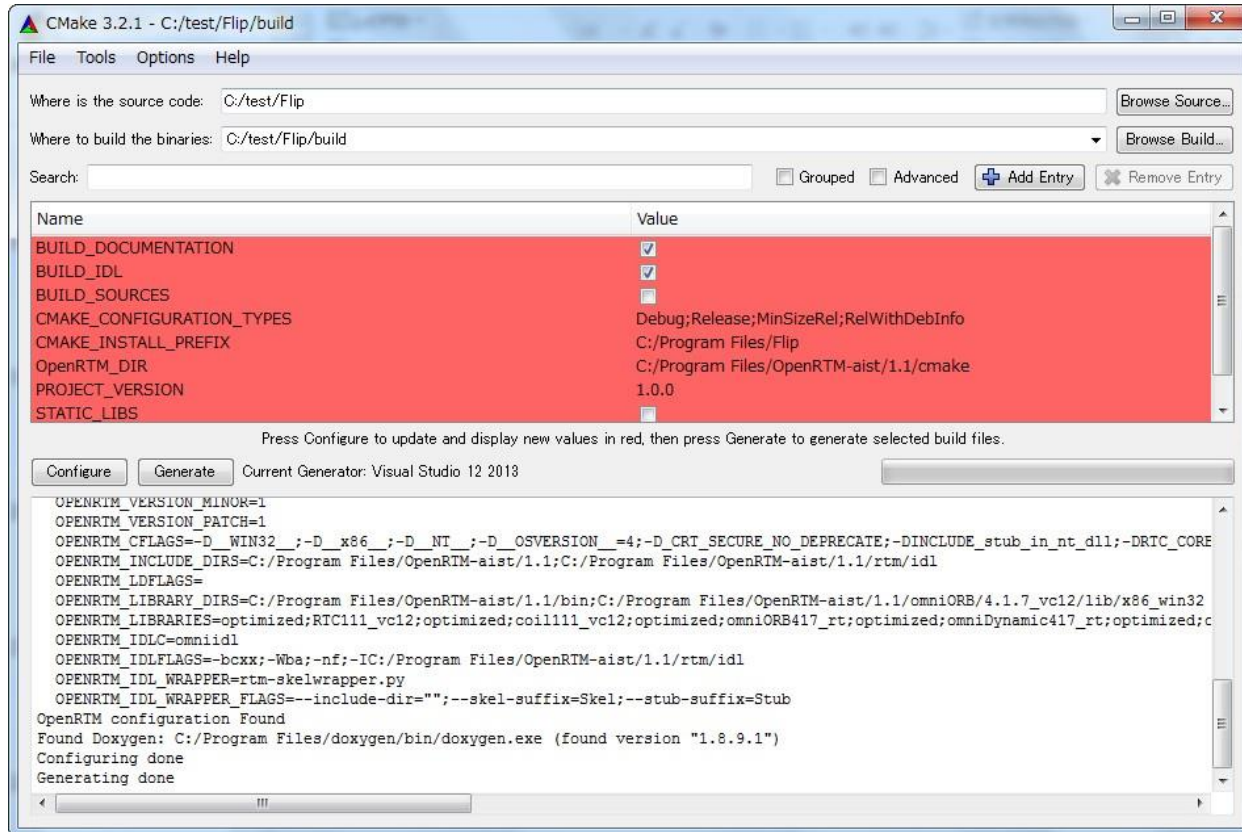 CMake 3.2.1 - C:/test/Flip/build
File Tools Options Help
Where is the source code: C:/test/Flip Browse Source...
Where to build the binaries: C:/test/Flip/build Browse Build...
Search: Grouped Advanced Add Entry Remove Entry
Name Value
BUILD_DOCUMENTATION
BUILD_IDL
BUILD_SOURCES
CMAKE_CONFIGURATION_TYPES Debug;Release;MinSizeRel;RelWithDebInfo
CMAKE_INSTALL_PREFIX C:/Program Files/Flip
OpenRTM_DIR C:/Program Files/OpenRTM-aist/1.1/cmake
PROJECT_VERSION 1.0.0
STATIC_LIBS
Press Configure to update and display new values in red, then press Generate to generate selected build files.
Configure Generate Current Generator: Visual Studio 12 2013
OPENRTM_VERSION_MINOR=1
OPENRTM_VERSION_PATCH=1
OPENRTM_CFLAGS=-D__WIN32__;-D__x86__;-D__NT__;-D__OSVERSION__=4;-D_CRT_SECURE_NO_DEPRECATE;-DINCLUDE_stub_in_nt_dll;-DRTC_CORE
OPENRTM_INCLUDE_DIRS=C:/Program Files/OpenRTM-aist/1.1;C:/Program Files/OpenRTM-aist/1.1/rtm/idl
OPENRTM_LDFLAGS=
OPENRTM_LIBRARY_DIRS=C:/Program Files/OpenRTM-aist/1.1/bin;C:/Program Files/OpenRTM-aist/1.1/omniORB/4.1.7_vc12/lib/x86_win32
OPENRTM_LIBRARIES=optimized;RTC111_vc12;optimized;coil111_vc12;optimized;omniORB417_rt;optimized;omniDynamic417_rt;optimized;c
OPENRTM_IDLC=omniidl
OPENRTM_IDLFLAGS=-bcxx;-Wba;-nf;-IC:/Program Files/OpenRTM-aist/1.1/rtm/idl
OPENRTM_IDL_WRAPPER=rtm-skelwrapper.py
OPENRTM_IDL_WRAPPER_FLAGS=--include-dir="";--skel-suffix=Skel;--stub-suffix=Stub
OpenRTM configuration Found
Found Doxygen: C:/Program Files/doxygen/bin/doxygen.exe (found version "1.8.9.1")
Configuring done
Generating done